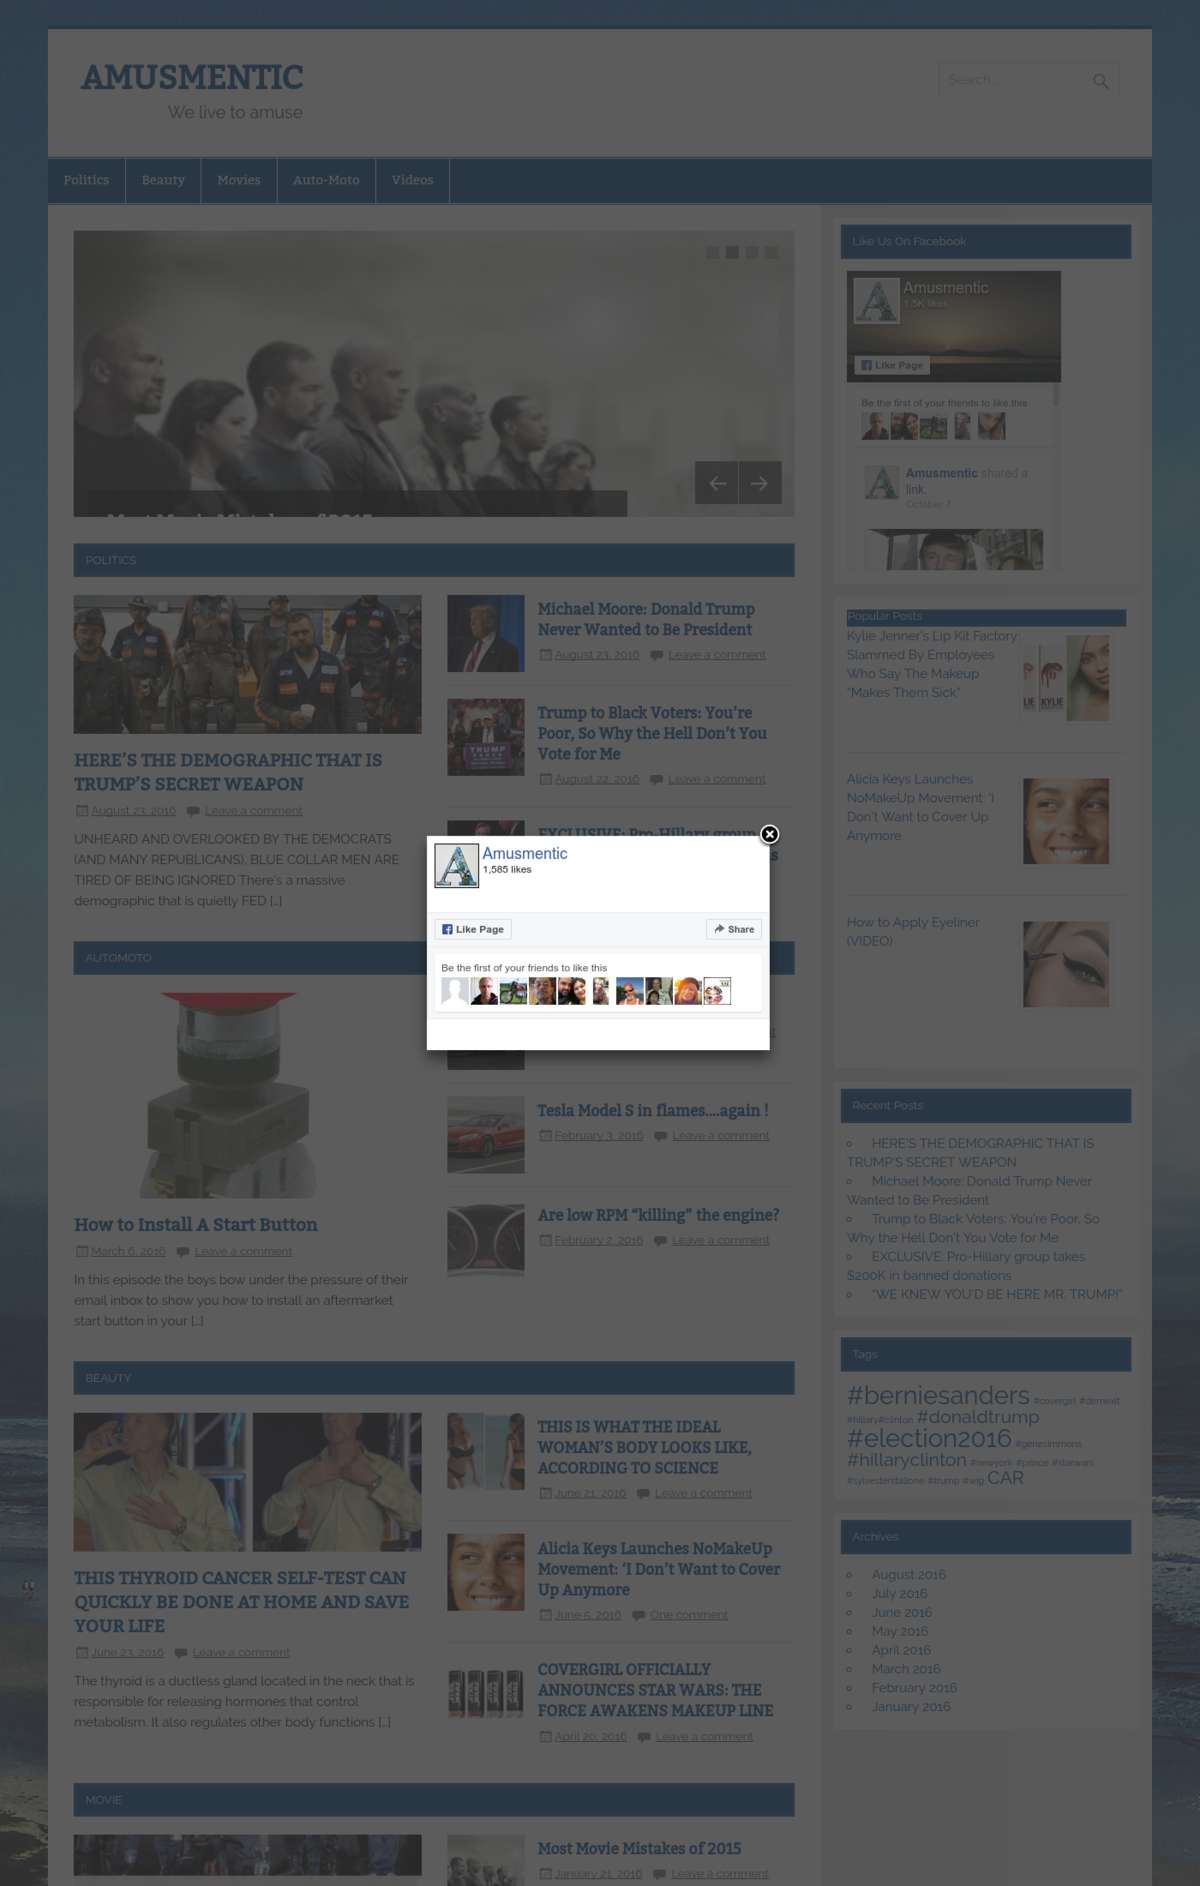 AMUSMENTIC
We live to amuse
Search...
Politics
Beauty
Movies
Auto-Moto
Videos
Most Movie Mistakes of 2015
POLITICS
HERE'S THE DEMOGRAPHIC THAT IS
TRUMP'S SECRET WEAPON
August 23, 2016 Leave a comment
UNHEARD AND OVERLOOKED BY THE DEMOCRATS
(AND MANY REPUBLICANS), BLUE COLLAR MEN ARE
TIRED OF BEING IGNORED There's a massive
demographic that is quietly FED [...]
Michael Moore: Donald Trump
Never Wanted to Be President
August 23, 2016 Leave a comment
TRUMP
Trump to Black Voters: You're
Poor, So Why the Hell Don't You
Vote for Me
August 22, 2016 Leave a comment
EXCLUSIVE: Pro-Hillary group
Amusmentic
1,585 likes
Like Page
Share
Be the first of your friends to like this
AUTOMOTO
How to Install A Start Button
March 6, 2016 Leave a comment
In this episode the boys bow under the pressure of their
email inbox to show you how to install an aftermarket
start button in your [...]
Tesla Model S in flames....again !
February 3, 2016 Leave a comment
Are low RPM “killing” the engine?
February 2, 2016 Leave a comment
BEAUTY
THIS THYROID CANCER SELF-TEST CAN
QUICKLY BE DONE AT HOME AND SAVE
YOUR LIFE
June 23, 2016 Leave a comment
The thyroid is a ductless gland located in the neck that is
responsible for releasing hormones that control
metabolism. It also regulates other body functions [...]
THIS IS WHAT THE IDEAL
WOMAN'S BODY LOOKS LIKE,
ACCORDING TO SCIENCE
June 21, 2016 Leave a comment
Alicia Keys Launches NoMakeUp
Movement: ‘I Don't Want to Cover
Up Anymore
June 5, 2016 One comment
COVERGIRL OFFICIALLY
ANNOUNCES STAR WARS: THE
FORCE AWAKENS MAKEUP LINE
April 20, 2016 Leave a comment
MOVIE
Most Movie Mistakes of 2015
January 21, 2016 Leave a comment
Like Us On Facebook
Amusmentic
1.5K likes
Like Page
Be the first of your friends to like this
Amusmentic shared a
link.
October 7
Popular Posts
Kylie Jenner's Lip Kit Factory
Slammed By Employees
Who Say The Makeup
“Makes Them Sick”
LIE KYLIE
Alicia Keys Launches
NoMakeUp Movement: ‘I
Don't Want to Cover Up
Anymore
How to Apply Eyeliner
(VIDEO)
Recent Posts
HERE'S THE DEMOGRAPHIC THAT IS
TRUMP'S SECRET WEAPON
Michael Moore: Donald Trump Never
Wanted to Be President
Trump to Black Voters: You're Poor, So
Why the Hell Don't You Vote for Me
EXCLUSIVE: Pro-Hillary group takes
$200K in banned donations
“WE KNEW YOU'D BE HERE MR. TRUMP!”
Tags
#berniesanders #covergirl
#donaldtrump
#election2016 #genesimmons
#hillaryclinton #newyork #prince #starwars
#sylvesterstallone #trump CAR
Archives
August 2016
July 2016
June 2016
May 2016
April 2016
March 2016
February 2016
January 2016